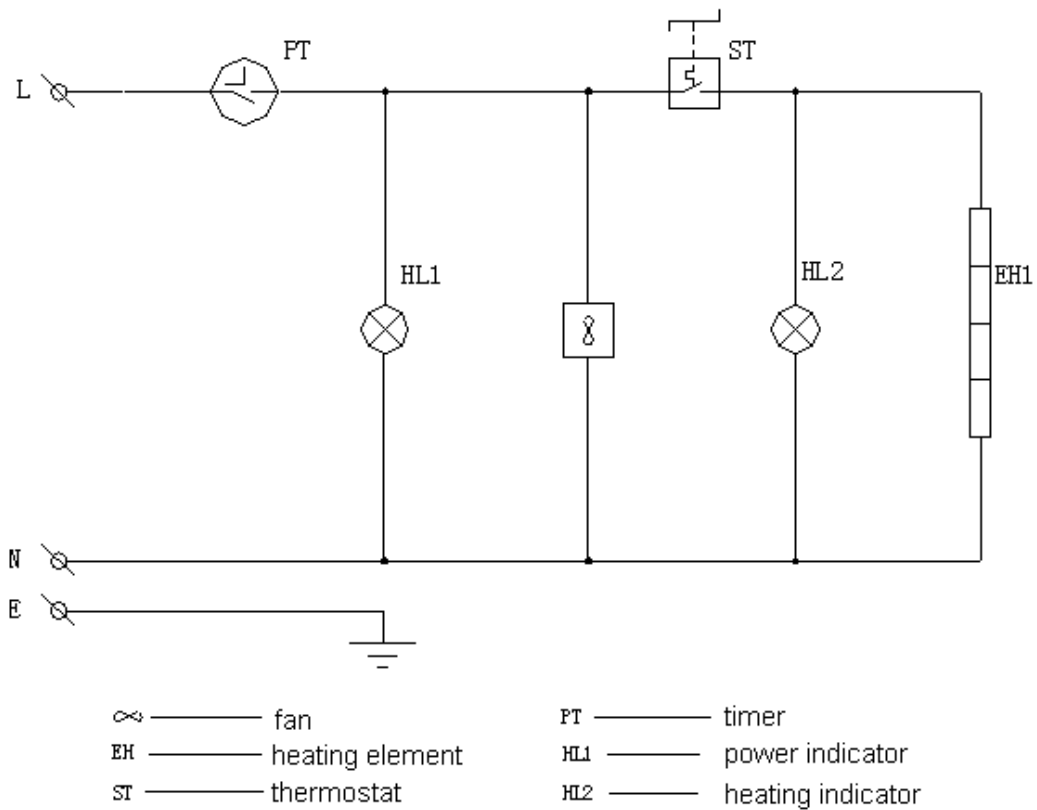 PT
ST
L
HL1
HL2
EH1
N
E
fan
PT timer
EH heating element
HL1 power indicator
ST thermostat
HL2 heating indicator